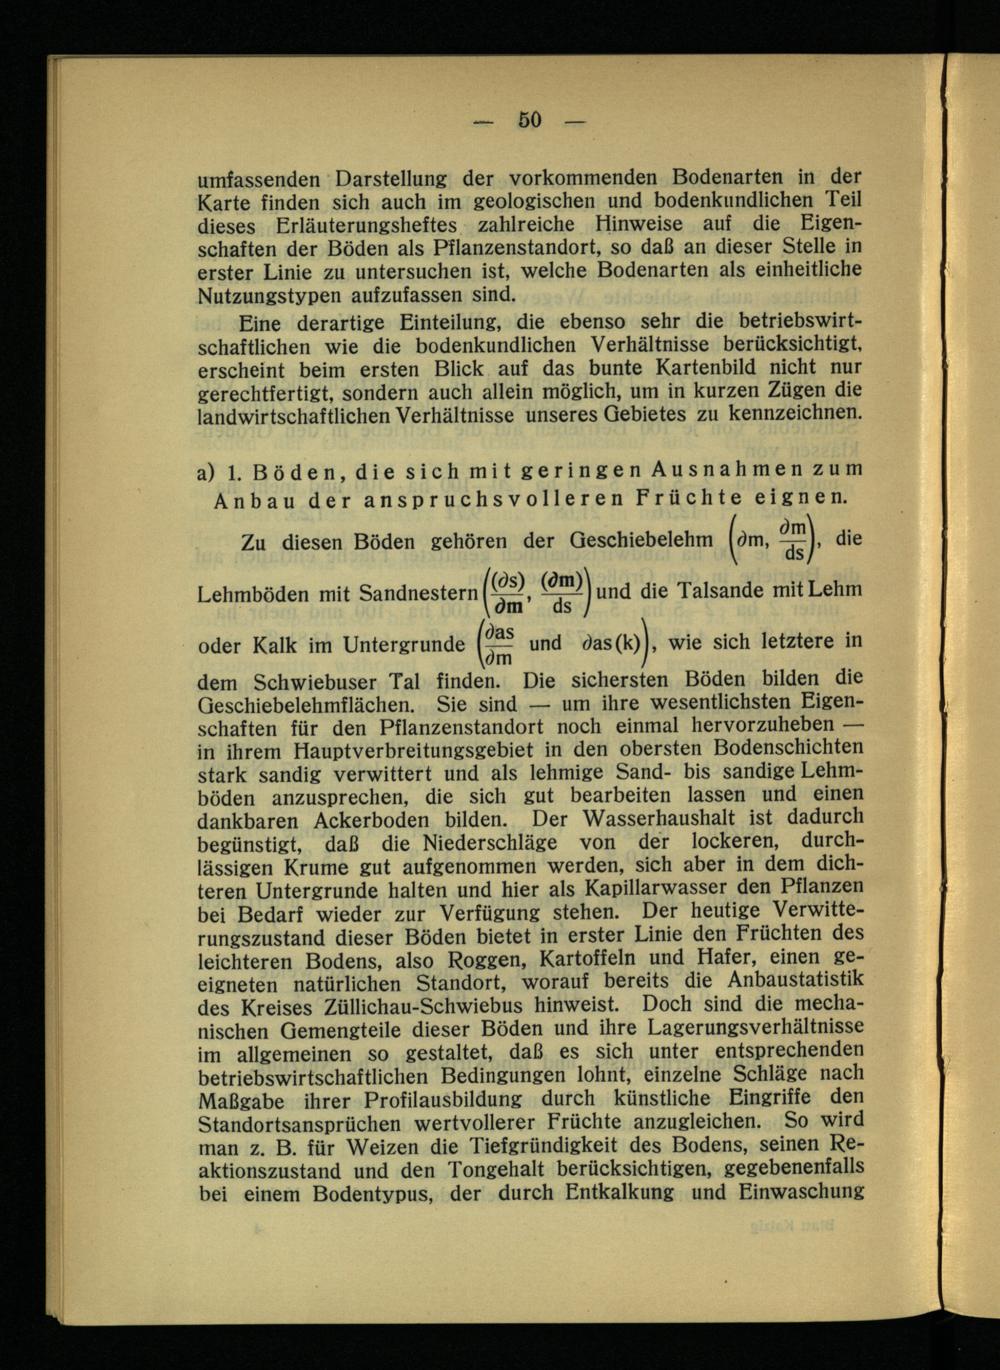 — 50 —
umfassenden Darstellung der vorkommenden Bodenarten in der
Karte finden sich auch im geologischen und bodenkundlichen Teil
dieses Erläuterungsheftes zahlreiche Hinweise auf die Eigen-
schaften der Böden als Pflanzenstandort, so daß an dieser Stelle in
erster Linie zu untersuchen ist, welche Bodenarten als einheitliche
Nutzungstypen aufzufassen sind.
Eine derartige Einteilung, die ebenso sehr die betriebswirt-
schaftlichen wie die bodenkundlichen Verhältnisse berücksichtigt,
erscheint beim ersten Blick auf das bunte Kartenbild nicht nur
gerechtfertigt, sondern auch allein möglich, um in kurzen Zügen die
landwirtschaftlichen Verhältnisse unseres Gebietes zu kennzeichnen.
a) 1. Böden, die sich mit geringen Ausnahmen zum
Anbau der anspruchsvolleren Früchte eignen.
Zu diesen Böden gehören der Geschiebelehm (∂m, ∂m/ds), die
Lehmböden mit Sandnestern ((∂s)/∂m, (∂m)/ds) und die Talsande mit Lehm
oder Kalk im Untergrunde (∂as/∂m und ∂as(k)), wie sich letztere in
dem Schwiebuser Tal finden. Die sichersten Böden bilden die
Geschiebelehmflächen. Sie sind — um ihre wesentlichsten Eigen-
schaften für den Pflanzenstandort noch einmal hervorzuheben —
in ihrem Hauptverbreitungsgebiet in den obersten Bodenschichten
stark sandig verwittert und als lehmige Sand- bis sandige Lehm-
böden anzusprechen, die sich gut bearbeiten lassen und einen
dankbaren Ackerboden bilden. Der Wasserhaushalt ist dadurch
begünstigt, daß die Niederschläge von der lockeren, durch-
lässigen Krume gut aufgenommen werden, sich aber in dem dich-
teren Untergrunde halten und hier als Kapillarwasser den Pflanzen
bei Bedarf wieder zur Verfügung stehen. Der heutige Verwitte-
rungszustand dieser Böden bietet in erster Linie den Früchten des
leichteren Bodens, also Roggen, Kartoffeln und Hafer, einen ge-
eigneten natürlichen Standort, worauf bereits die Anbaustatistik
des Kreises Züllichau-Schwiebus hinweist. Doch sind die mecha-
nischen Gemengteile dieser Böden und ihre Lagerungsverhältnisse
im allgemeinen so gestaltet, daß es sich unter entsprechenden
betriebswirtschaftlichen Bedingungen lohnt, einzelne Schläge nach
Maßgabe ihrer Profilausbildung durch künstliche Eingriffe den
Standortsansprüchen wertvollerer Früchte anzugleichen. So wird
man z. B. für Weizen die Tiefgründigkeit des Bodens, seinen Re-
aktionszustand und den Tongehalt berücksichtigen, gegebenenfalls
bei einem Bodentypus, der durch Entkalkung und Einwaschung